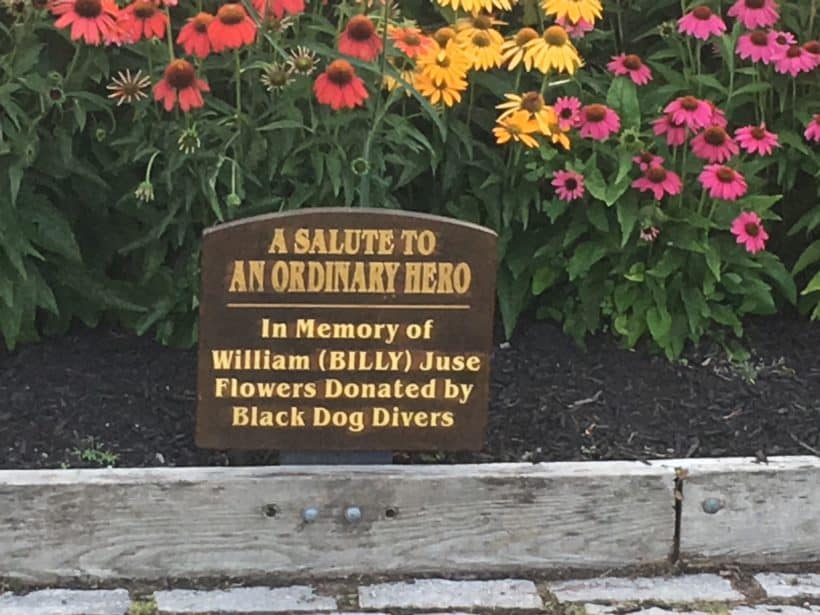 A SALUTE TO
AN ORDINARY HERO
In Memory of
William (BILLY) Juse
Flowers Donated by
Black Dog Divers